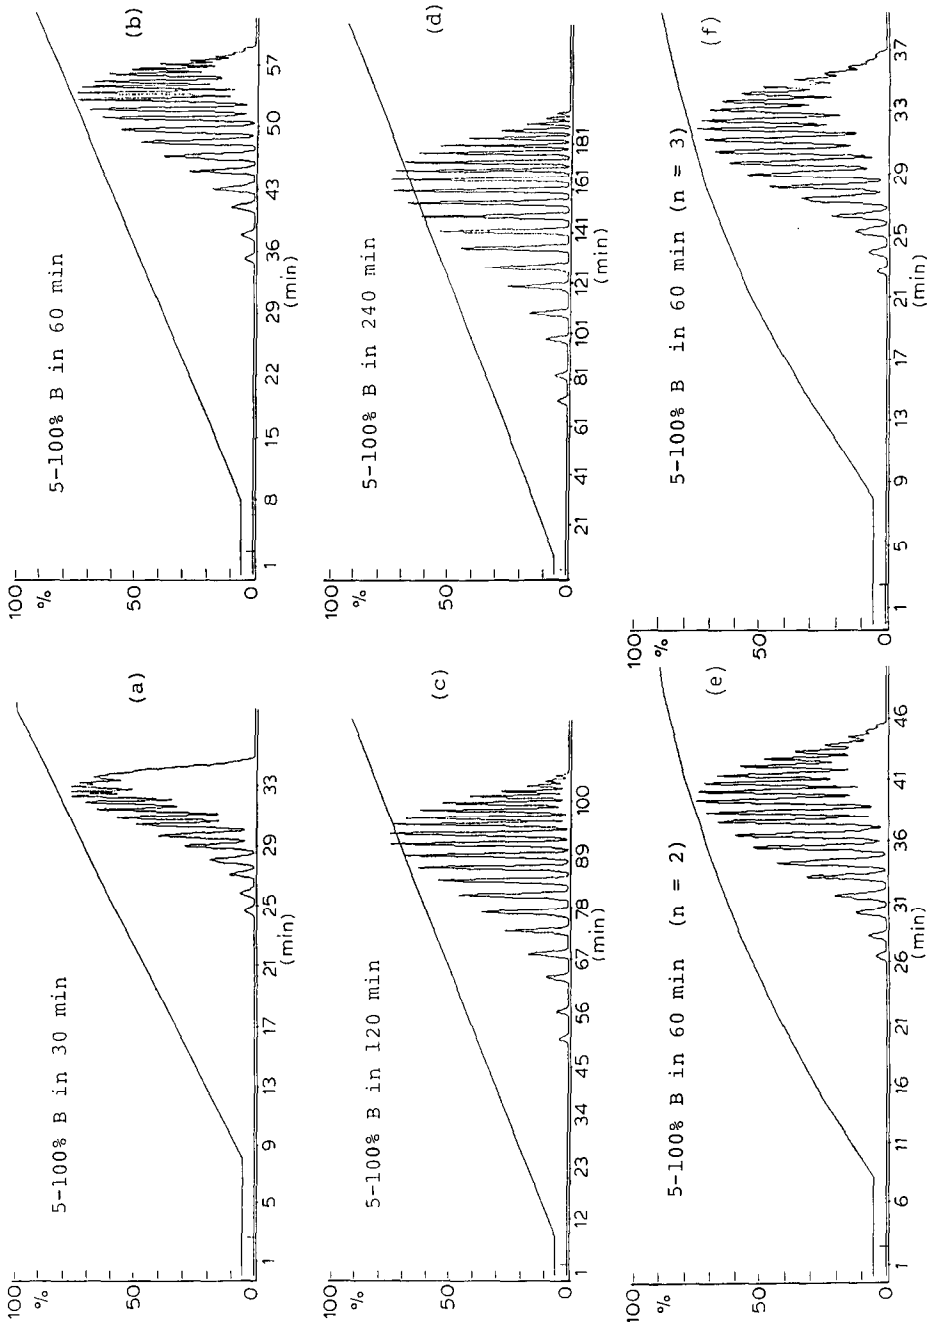 100
%
50
0
5-100% B in 30 min
(a)
1 5 9 13 17 21 25 29 33
(min)
100
%
50
0
5-100% B in 60 min
(b)
1 8 15 22 29 36 43 50 57
(min)
100
%
50
0
5-100% B in 120 min
(c)
1 12 23 34 45 56 67 78 89 100
(min)
100
%
50
0
5-100% B in 240 min
(d)
21 41 61 81 101 121 141 161 181
(min)
100
%
50
0
5-100% B in 60 min (n = 2)
(e)
1 6 11 16 21 26 31 36 41 46
(min)
100
%
50
0
5-100% B in 60 min (n = 3)
(f)
1 5 9 13 17 21 25 29 33 37
(min)